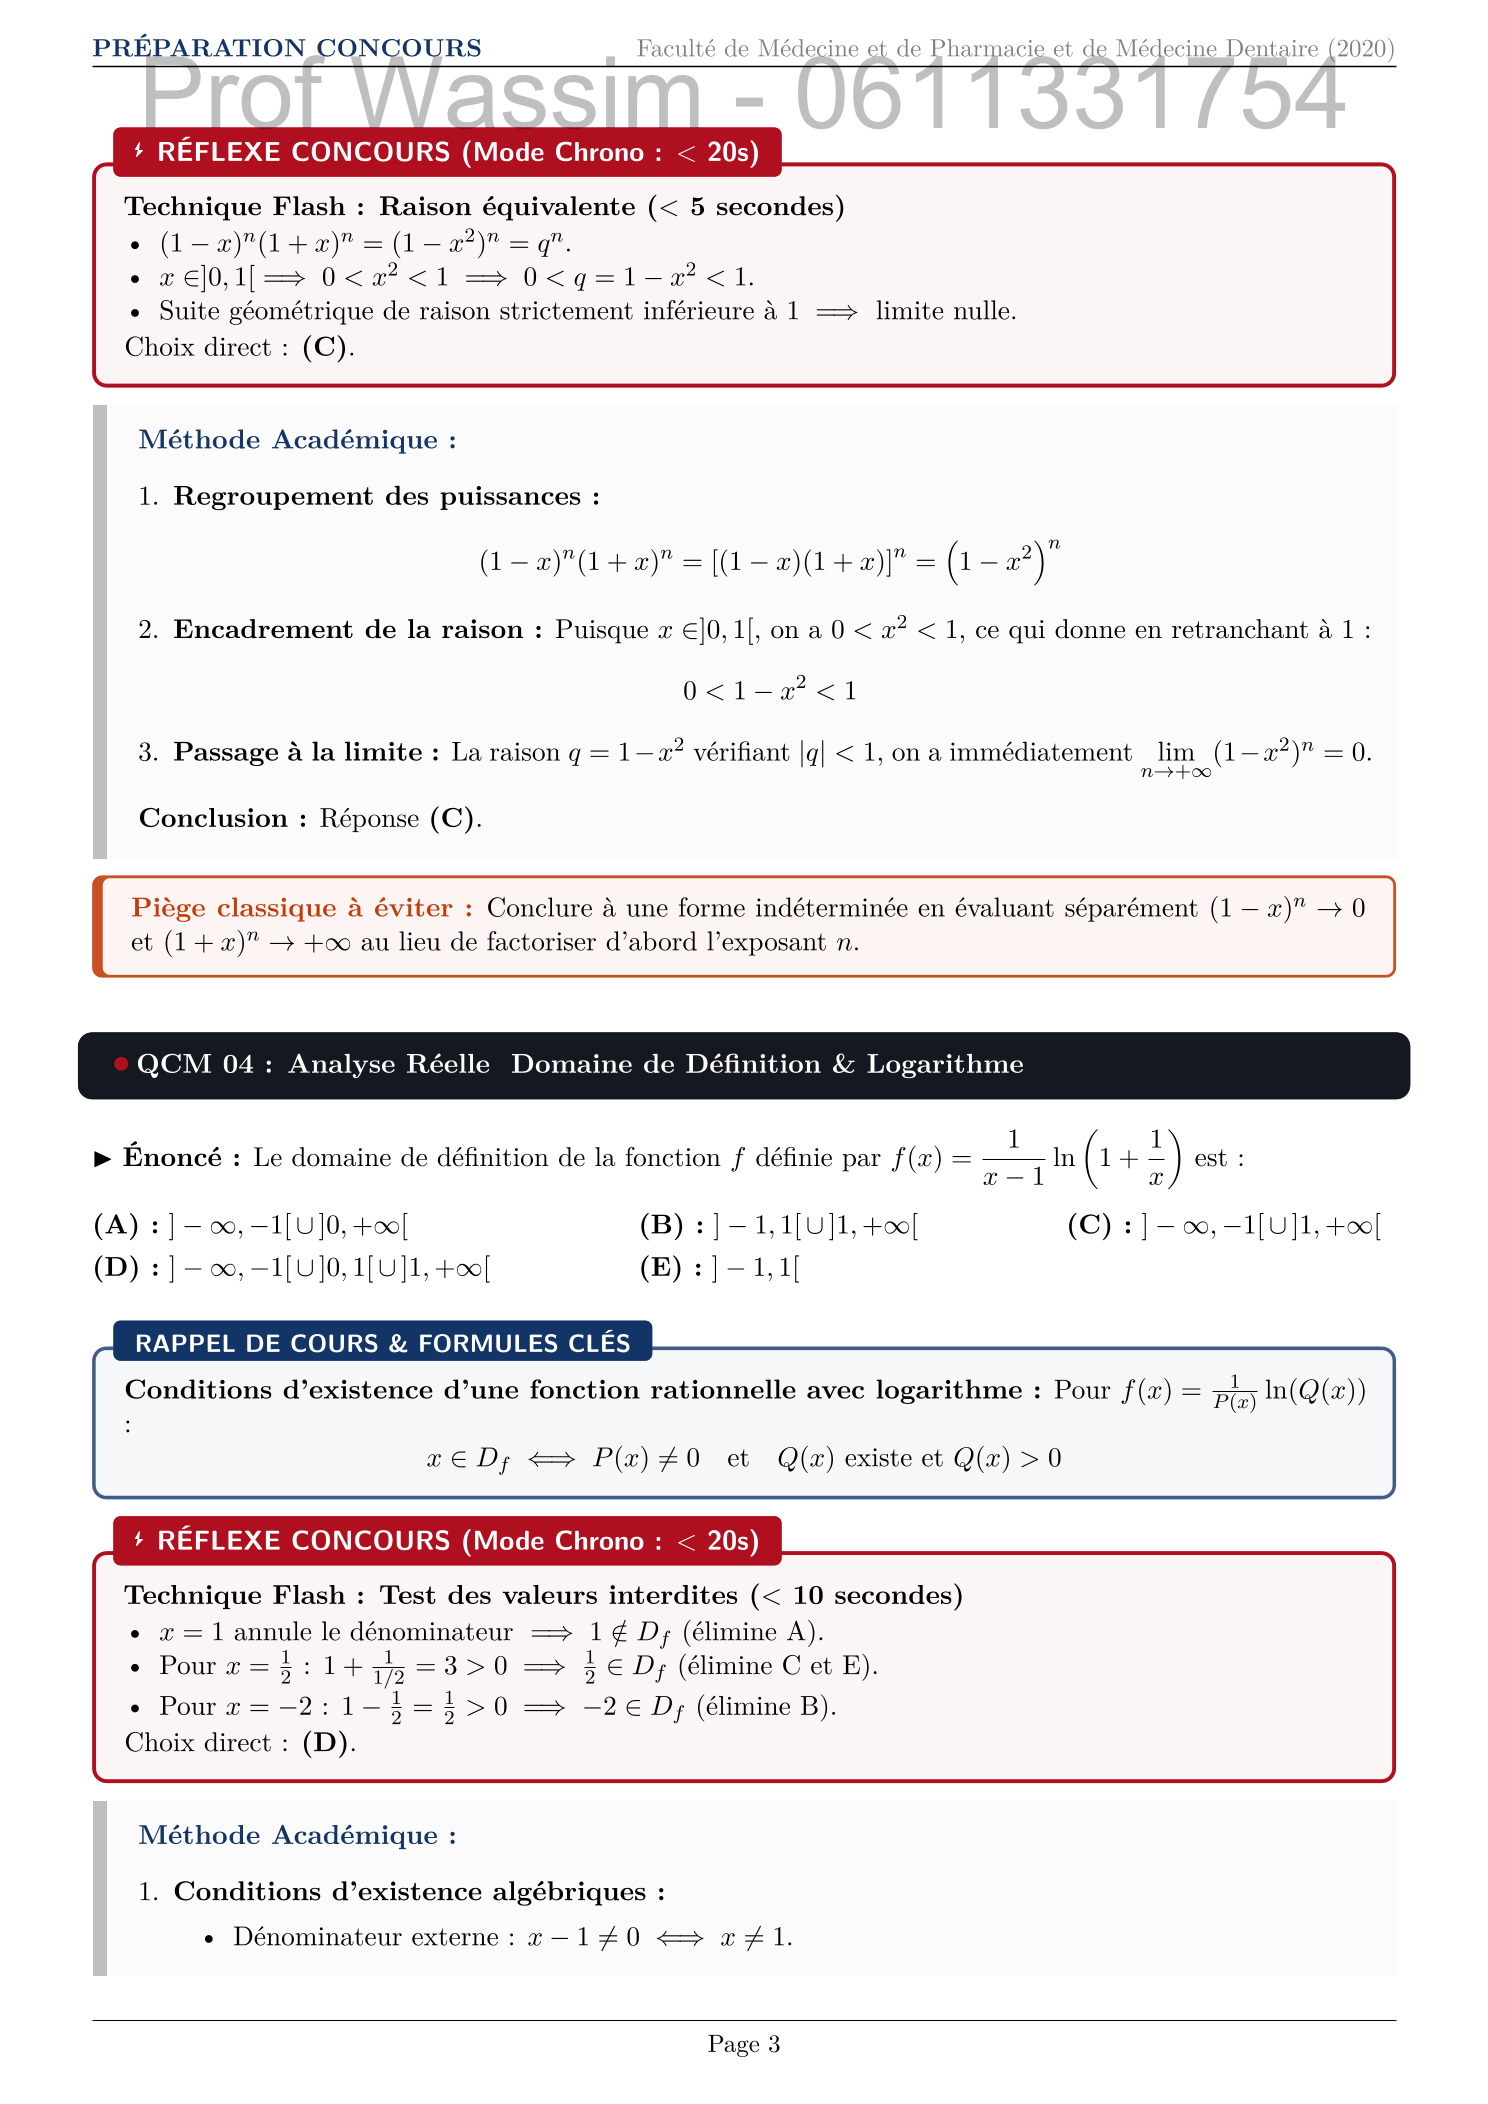 PRÉPARATION CONCOURS Faculté de Médecine et de Pharmacie et de Médecine Dentaire (2020)
Prof Wassim - 0611331754
RÉFLEXE CONCOURS (Mode Chrono : < 20s)
Technique Flash : Raison équivalente (< 5 secondes)
• (1 − x)ⁿ(1 + x)ⁿ = (1 − x²)ⁿ = qⁿ.
• x ∈]0, 1[ ⟹ 0 < x² < 1 ⟹ 0 < q = 1 − x² < 1.
• Suite géométrique de raison strictement inférieure à 1 ⟹ limite nulle.
Choix direct : (C).
Méthode Académique :
1. Regroupement des puissances :
(1 − x)ⁿ(1 + x)ⁿ = [(1 − x)(1 + x)]ⁿ = (1 − x²)ⁿ
2. Encadrement de la raison : Puisque x ∈]0, 1[, on a 0 < x² < 1, ce qui donne en retranchant à 1 :
0 < 1 − x² < 1
3. Passage à la limite : La raison q = 1 − x² vérifiant |q| < 1, on a immédiatement lim n→+∞ (1 − x²)ⁿ = 0.
Conclusion : Réponse (C).
Piège classique à éviter : Conclure à une forme indéterminée en évaluant séparément (1 − x)ⁿ → 0
et (1 + x)ⁿ → +∞ au lieu de factoriser d'abord l'exposant n.
QCM 04 : Analyse Réelle Domaine de Définition & Logarithme
▶ Énoncé : Le domaine de définition de la fonction f définie par f(x) = 1/(x − 1) ln(1 + 1/x) est :
(A) : ] − ∞, −1[ ∪ ]0, +∞[ (B) : ] − 1, 1[ ∪ ]1, +∞[ (C) : ] − ∞, −1[ ∪ ]1, +∞[
(D) : ] − ∞, −1[ ∪ ]0, 1[ ∪ ]1, +∞[ (E) : ] − 1, 1[
RAPPEL DE COURS & FORMULES CLÉS
Conditions d'existence d'une fonction rationnelle avec logarithme : Pour f(x) = 1/P(x) ln(Q(x))
:
x ∈ D_f ⟺ P(x) ≠ 0 et Q(x) existe et Q(x) > 0
RÉFLEXE CONCOURS (Mode Chrono : < 20s)
Technique Flash : Test des valeurs interdites (< 10 secondes)
• x = 1 annule le dénominateur ⟹ 1 ∉ D_f (élimine A).
• Pour x = 1/2 : 1 + 1/(1/2) = 3 > 0 ⟹ 1/2 ∈ D_f (élimine C et E).
• Pour x = −2 : 1 − 1/2 = 1/2 > 0 ⟹ −2 ∈ D_f (élimine B).
Choix direct : (D).
Méthode Académique :
1. Conditions d'existence algébriques :
• Dénominateur externe : x − 1 ≠ 0 ⟺ x ≠ 1.
Page 3